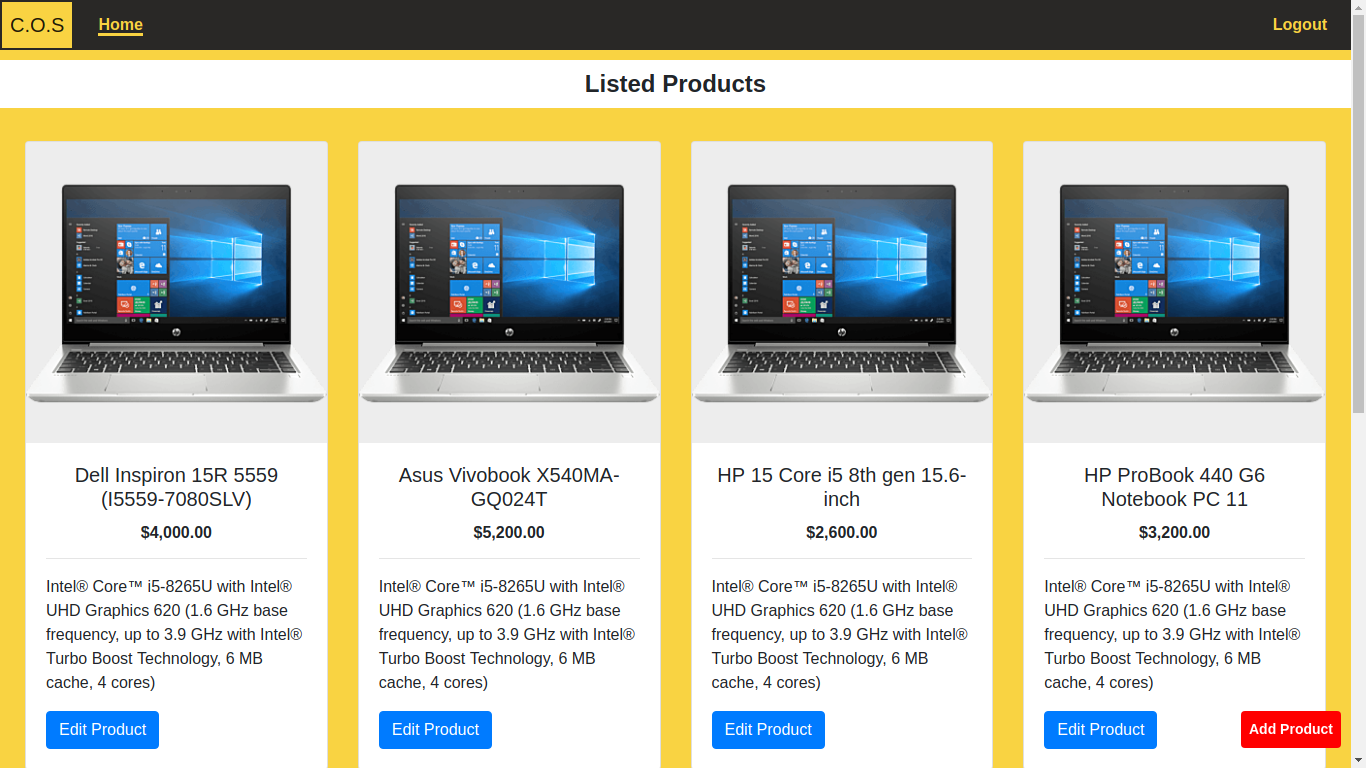 C.O.S Home Logout
Listed Products
Dell Inspiron 15R 5559
(I5559-7080SLV)
$4,000.00
Intel® Core™ i5-8265U with Intel®
UHD Graphics 620 (1.6 GHz base
frequency, up to 3.9 GHz with Intel®
Turbo Boost Technology, 6 MB
cache, 4 cores)
Edit Product
Asus Vivobook X540MA-
GQ024T
$5,200.00
Intel® Core™ i5-8265U with Intel®
UHD Graphics 620 (1.6 GHz base
frequency, up to 3.9 GHz with Intel®
Turbo Boost Technology, 6 MB
cache, 4 cores)
Edit Product
HP 15 Core i5 8th gen 15.6-
inch
$2,600.00
Intel® Core™ i5-8265U with Intel®
UHD Graphics 620 (1.6 GHz base
frequency, up to 3.9 GHz with Intel®
Turbo Boost Technology, 6 MB
cache, 4 cores)
Edit Product
HP ProBook 440 G6
Notebook PC 11
$3,200.00
Intel® Core™ i5-8265U with Intel®
UHD Graphics 620 (1.6 GHz base
frequency, up to 3.9 GHz with Intel®
Turbo Boost Technology, 6 MB
cache, 4 cores)
Edit Product
Add Product